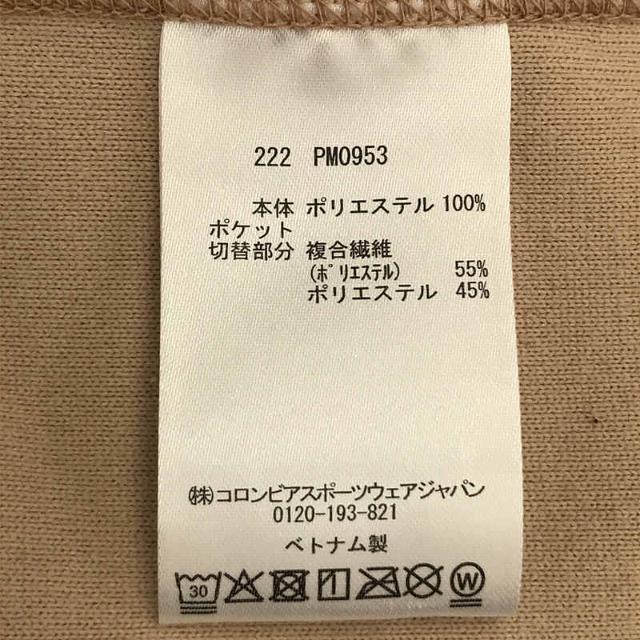 222 PM0953
本体 ポリエステル 100%
ポケット
切替部分 複合繊維
(ポリエステル) 55%
ポリエステル 45%
(株)コロンビアスポーツウェアジャパン
0120-193-821
ベトナム製
30 W